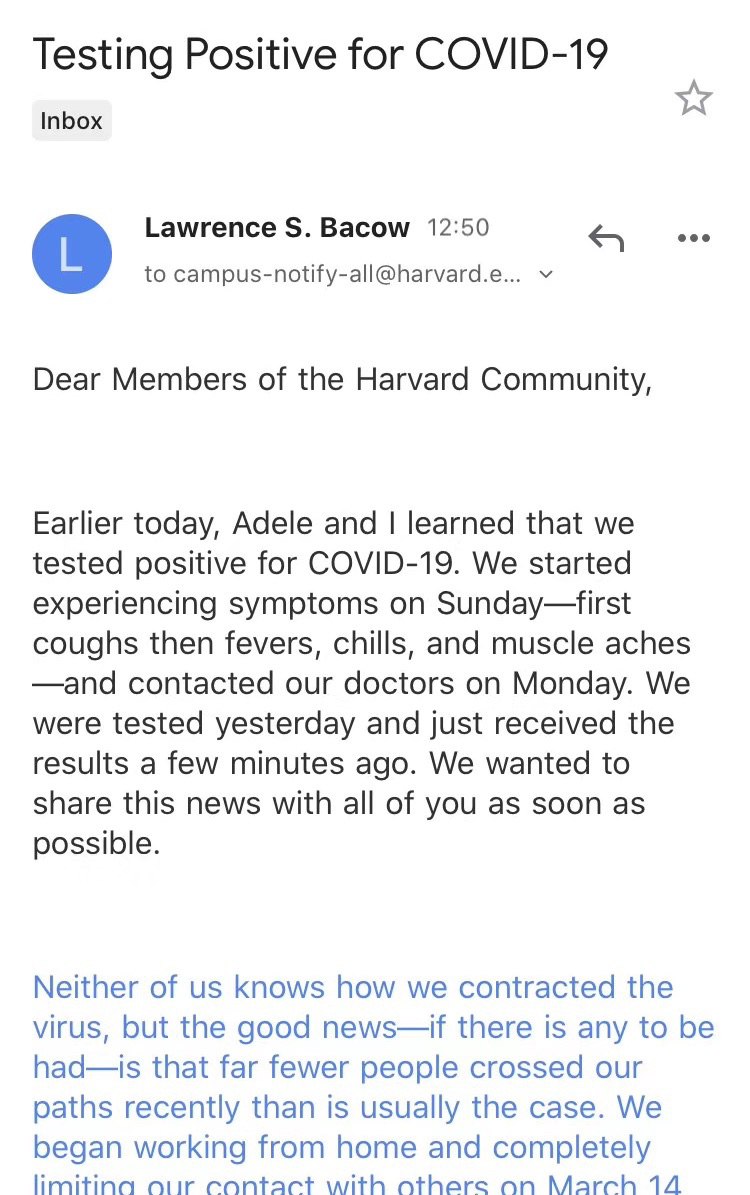 Testing Positive for COVID-19
Inbox
L
Lawrence S. Bacow 12:50
to campus-notify-all@harvard.e...
Dear Members of the Harvard Community,
Earlier today, Adele and I learned that we
tested positive for COVID-19. We started
experiencing symptoms on Sunday—first
coughs then fevers, chills, and muscle aches
—and contacted our doctors on Monday. We
were tested yesterday and just received the
results a few minutes ago. We wanted to
share this news with all of you as soon as
possible.
Neither of us knows how we contracted the
virus, but the good news—if there is any to be
had—is that far fewer people crossed our
paths recently than is usually the case. We
began working from home and completely
limiting our contact with others on March 14